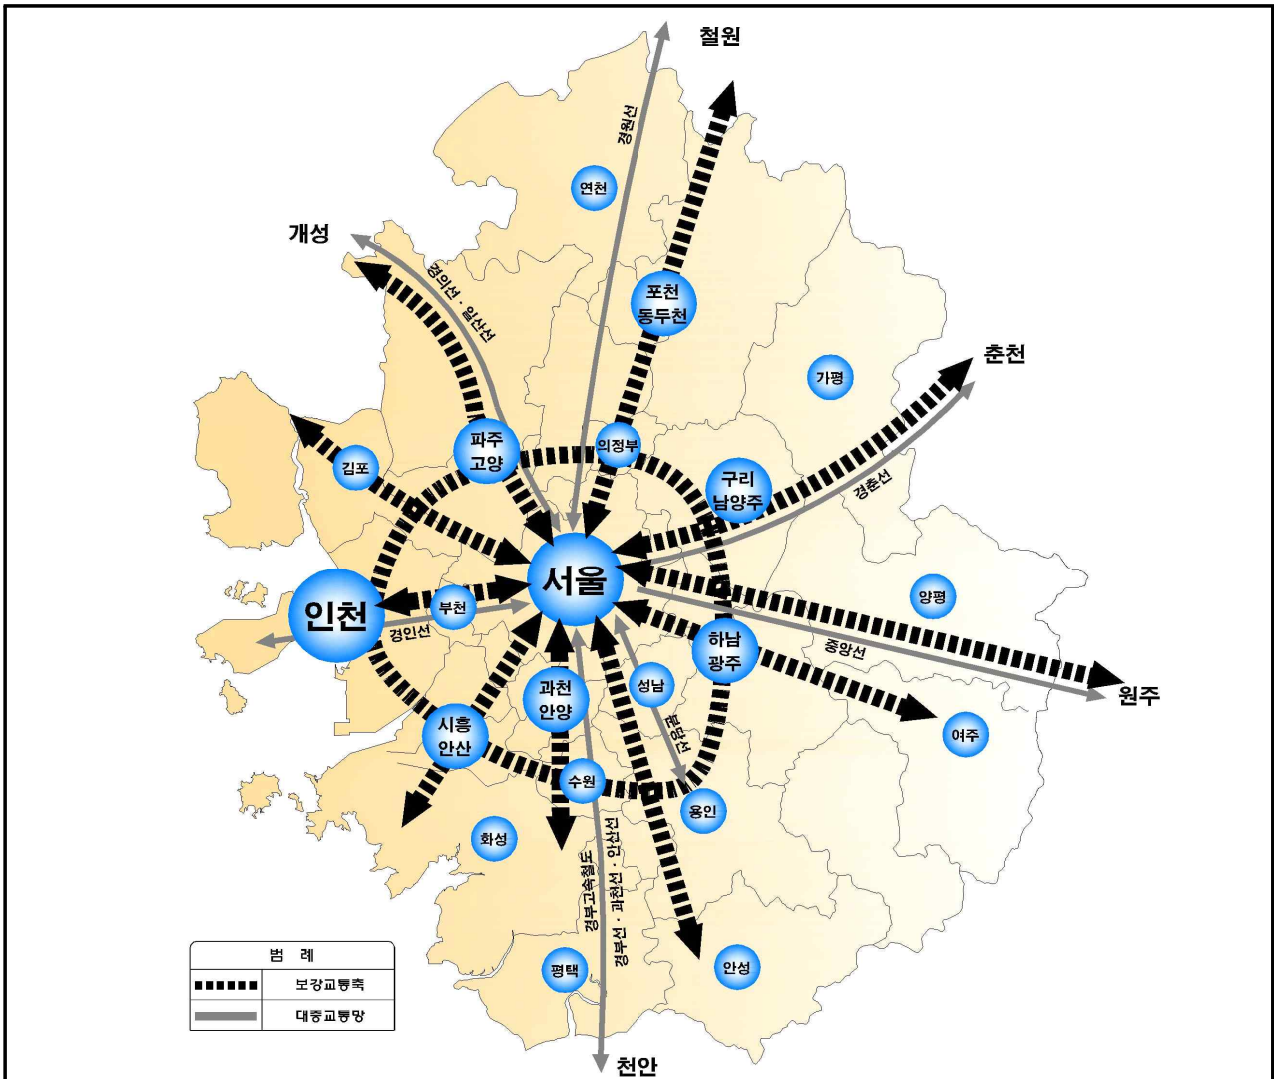 철원
경원선
연천
개성
경의선 · 일산선
포천
동두천
춘천
가평
파주
고양
의정부
김포
구리
남양주
경춘선
서울
인천
부천
경인선
양평
하남
광주
중앙선
원주
과천
안양
성남
분당선
시흥
안산
여주
수원
용인
화성
경부고속철도
경부선 · 과천선 · 안산선
평택
안성
천안
범 례
보강교통축
대중교통망